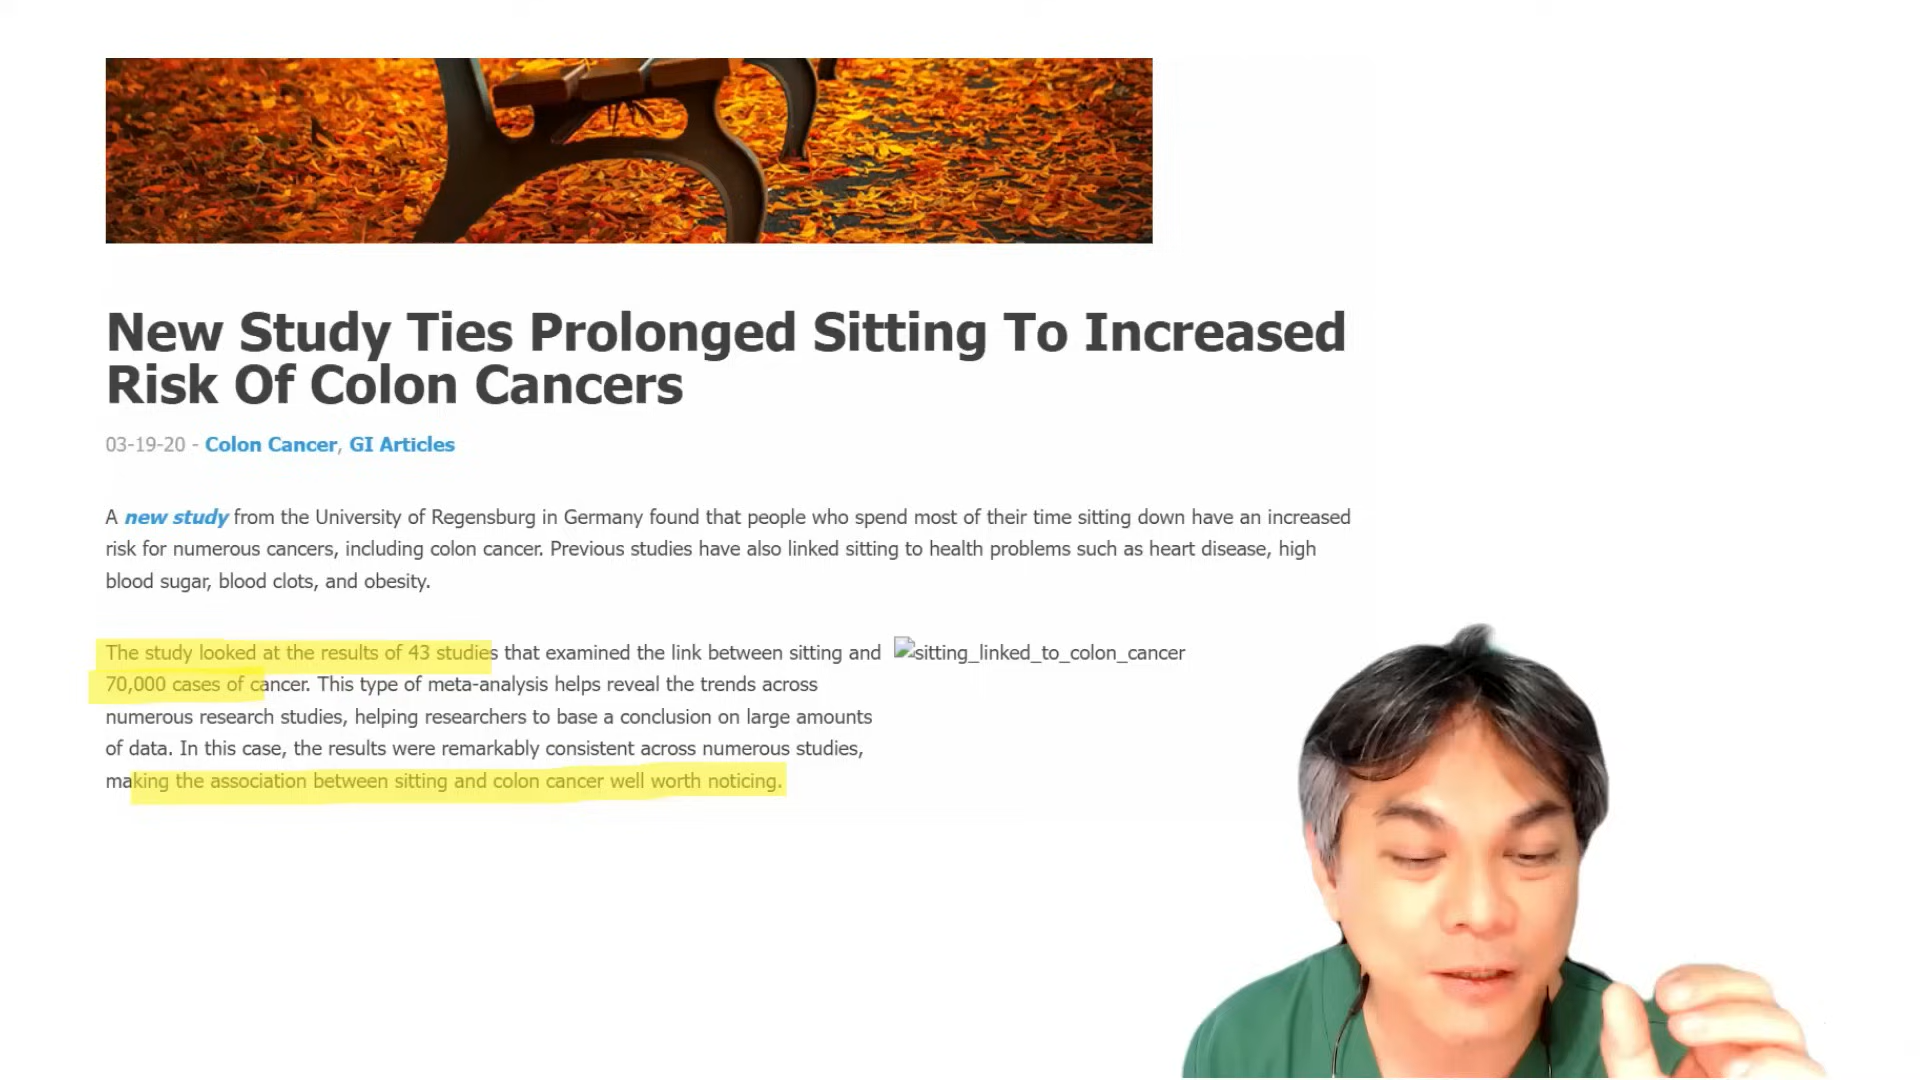 New Study Ties Prolonged Sitting To Increased
Risk Of Colon Cancers
03-19-20 - Colon Cancer, GI Articles
A new study from the University of Regensburg in Germany found that people who spend most of their time sitting down have an increased
risk for numerous cancers, including colon cancer. Previous studies have also linked sitting to health problems such as heart disease, high
blood sugar, blood clots, and obesity.
The study looked at the results of 43 studies that examined the link between sitting and
70,000 cases of cancer. This type of meta-analysis helps reveal the trends across
numerous research studies, helping researchers to base a conclusion on large amounts
of data. In this case, the results were remarkably consistent across numerous studies,
making the association between sitting and colon cancer well worth noticing.
sitting_linked_to_colon_cancer